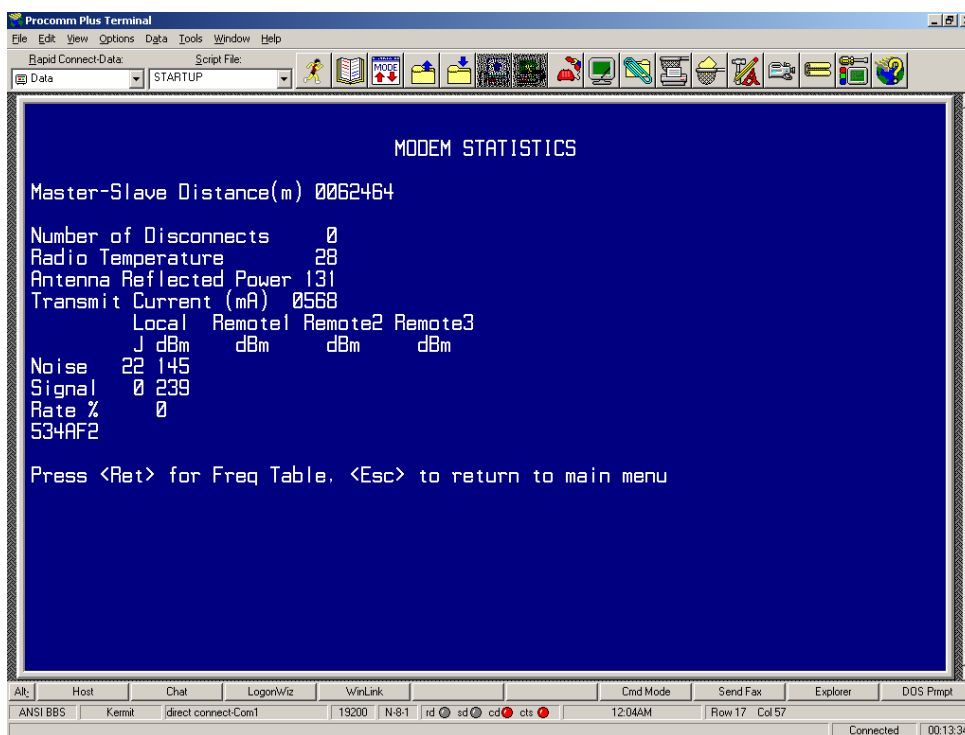 Procomm Plus Terminal
File Edit View Options Data Tools Window Help
Rapid Connect-Data: Script File:
Data STARTUP
MODE
MODEM STATISTICS
Master-Slave Distance(m) 0062464
Number of Disconnects 0
Radio Temperature 28
Antenna Reflected Power 131
Transmit Current (mA) 0568
Local Remote1 Remote2 Remote3
J dBm dBm dBm dBm
Noise 22 145
Signal 0 239
Rate % 0
534AF2
Press <Ret> for Freq Table, <Esc> to return to main menu
Alt: Host Chat LogonWiz WinLink Cmd Mode Send Fax Explorer DOS Prmpt
ANSI BBS Kermit direct connect-Com1 19200 N-8-1 rd sd cd cts 12:04AM Row 17 Col 57
Connected 00:13:34